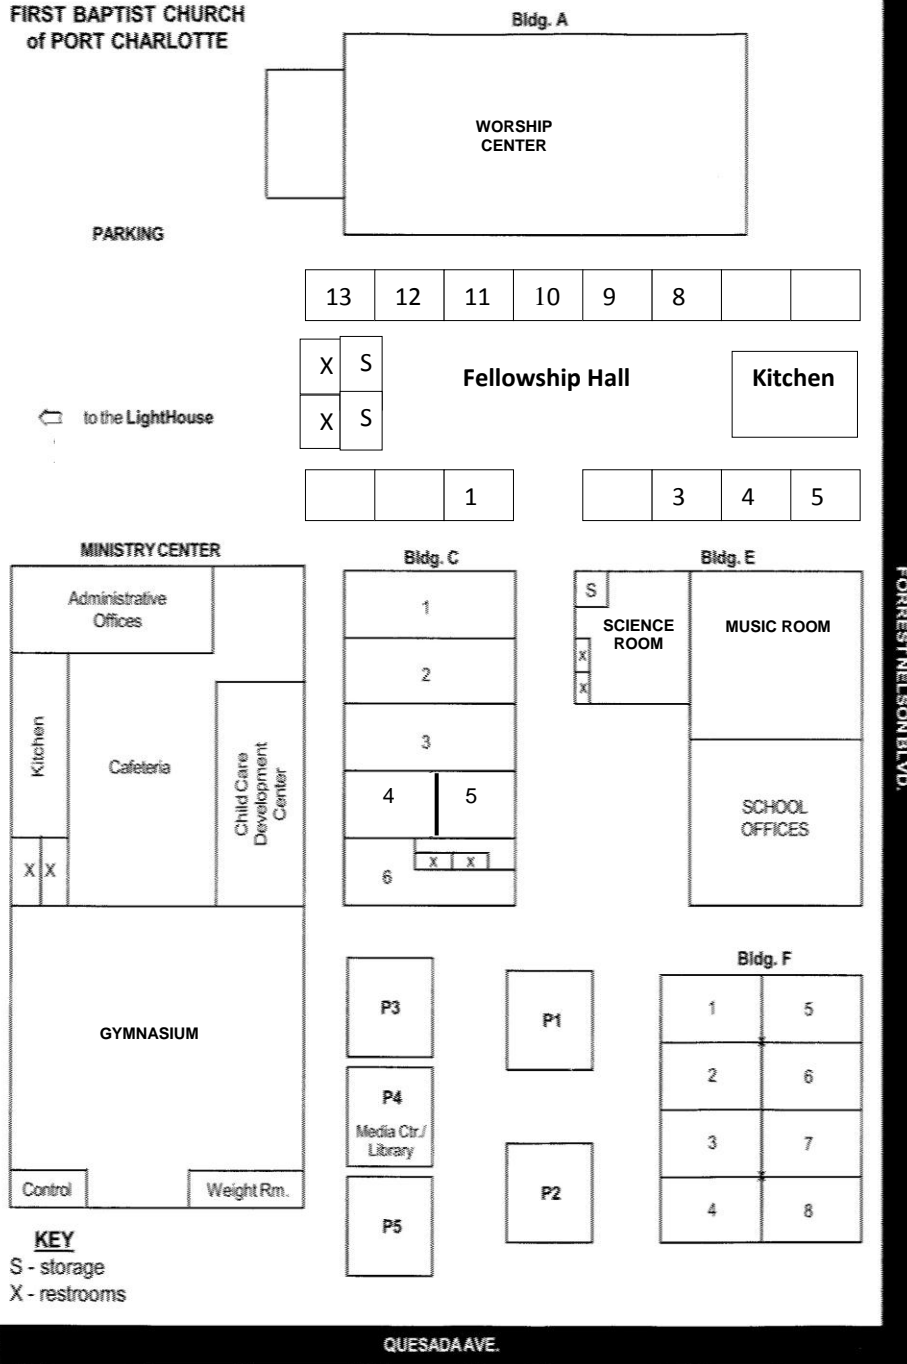 FIRST BAPTIST CHURCH
of PORT CHARLOTTE
Bldg. A
WORSHIP
CENTER
PARKING
13 12 11 10 9 8
X S
Fellowship Hall
Kitchen
X S
to the LightHouse
1 3 4 5
MINISTRY CENTER
Administrative
Offices
Kitchen
Cafeteria
Child Care
Development
Center
X X
GYMNASIUM
Control
Weight Rm.
Bldg. C
1
2
3
4 5
X X
6
Bldg. E
S
SCIENCE
ROOM
X
X
MUSIC ROOM
SCHOOL
OFFICES
FORREST NELSON BLVD.
P3
P4
Media Ctr./
Library
P5
P1
P2
Bldg. F
1 5
2 6
3 7
4 8
KEY
S - storage
X - restrooms
QUESADA AVE.